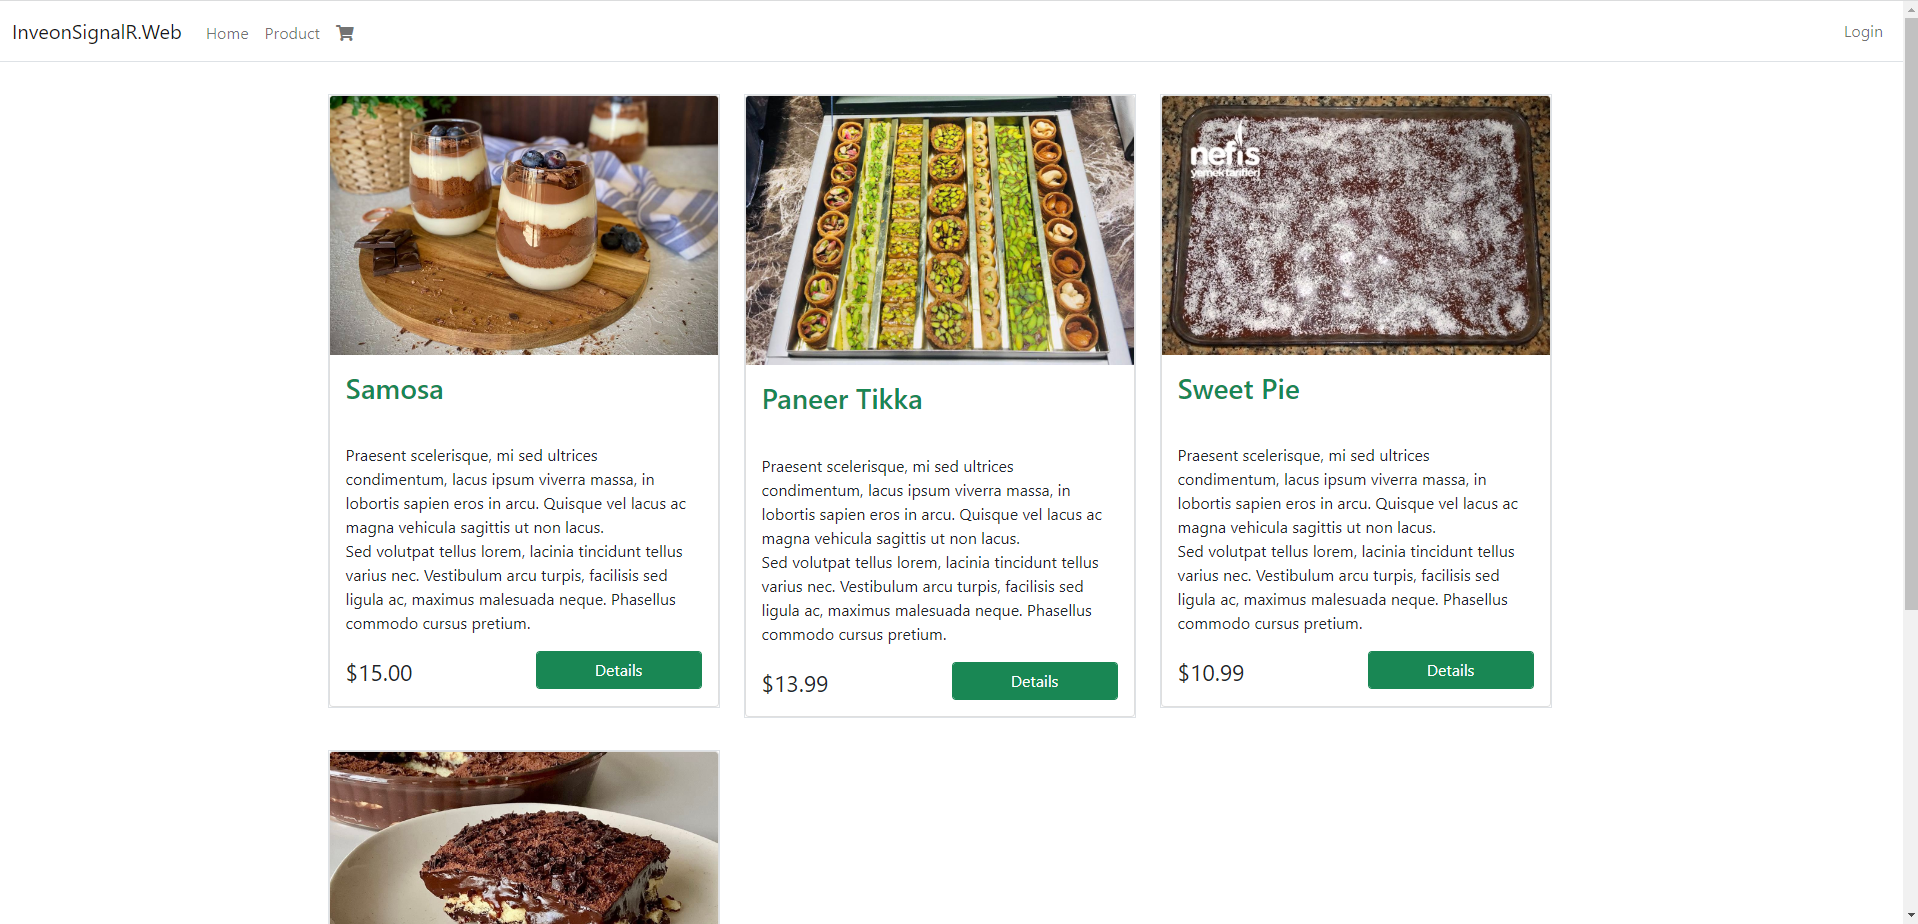 InveonSignalR.Web
Home
Product
Login
nefis
yemektarifleri
Samosa
Praesent scelerisque, mi sed ultrices
condimentum, lacus ipsum viverra massa, in
lobortis sapien eros in arcu. Quisque vel lacus ac
magna vehicula sagittis ut non lacus.
Sed volutpat tellus lorem, lacinia tincidunt tellus
varius nec. Vestibulum arcu turpis, facilisis sed
ligula ac, maximus malesuada neque. Phasellus
commodo cursus pretium.
$15.00
Details
Paneer Tikka
Praesent scelerisque, mi sed ultrices
condimentum, lacus ipsum viverra massa, in
lobortis sapien eros in arcu. Quisque vel lacus ac
magna vehicula sagittis ut non lacus.
Sed volutpat tellus lorem, lacinia tincidunt tellus
varius nec. Vestibulum arcu turpis, facilisis sed
ligula ac, maximus malesuada neque. Phasellus
commodo cursus pretium.
$13.99
Details
Sweet Pie
Praesent scelerisque, mi sed ultrices
condimentum, lacus ipsum viverra massa, in
lobortis sapien eros in arcu. Quisque vel lacus ac
magna vehicula sagittis ut non lacus.
Sed volutpat tellus lorem, lacinia tincidunt tellus
varius nec. Vestibulum arcu turpis, facilisis sed
ligula ac, maximus malesuada neque. Phasellus
commodo cursus pretium.
$10.99
Details